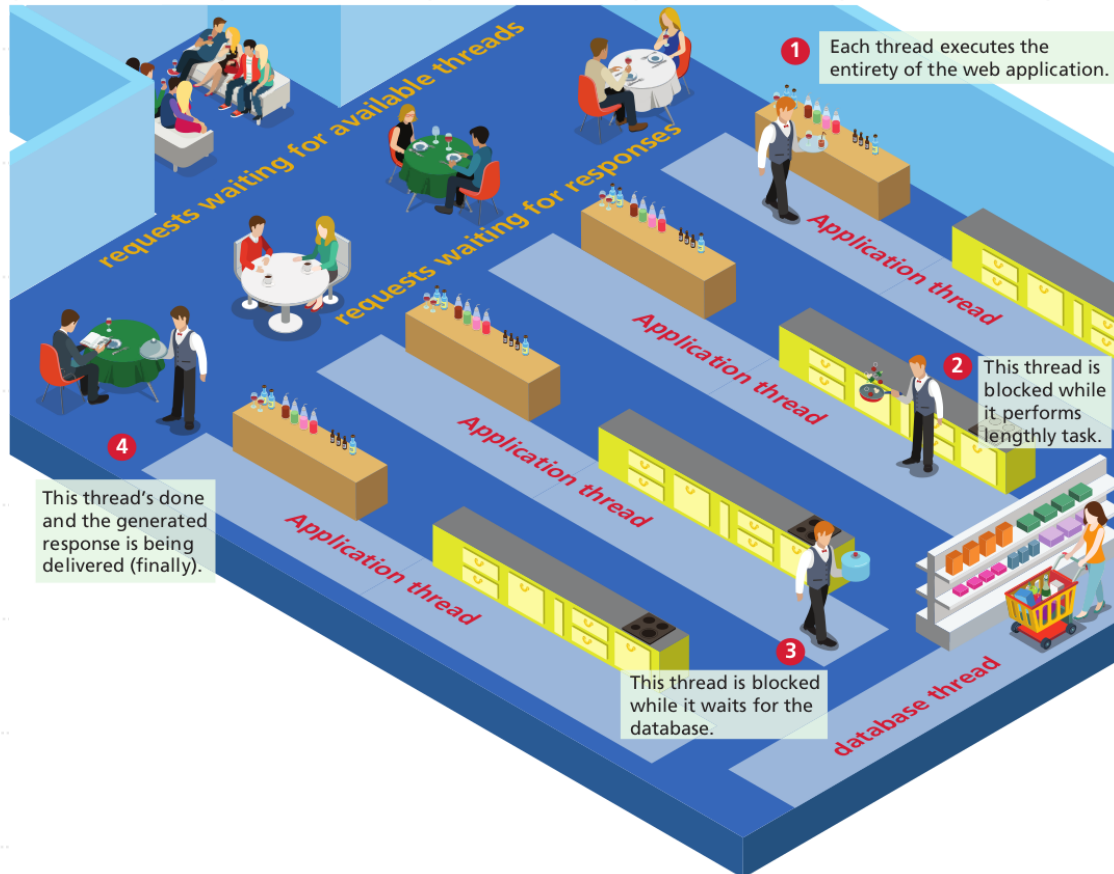 1
Each thread executes the
entirety of the web application.
requests waiting for available threads
requests waiting for responses
Application thread
Application thread
2
This thread is
blocked while
it performs
lengthly task.
Application thread
4
This thread's done
and the generated
response is being
delivered (finally).
Application thread
3
This thread is blocked
while it waits for the
database.
database thread